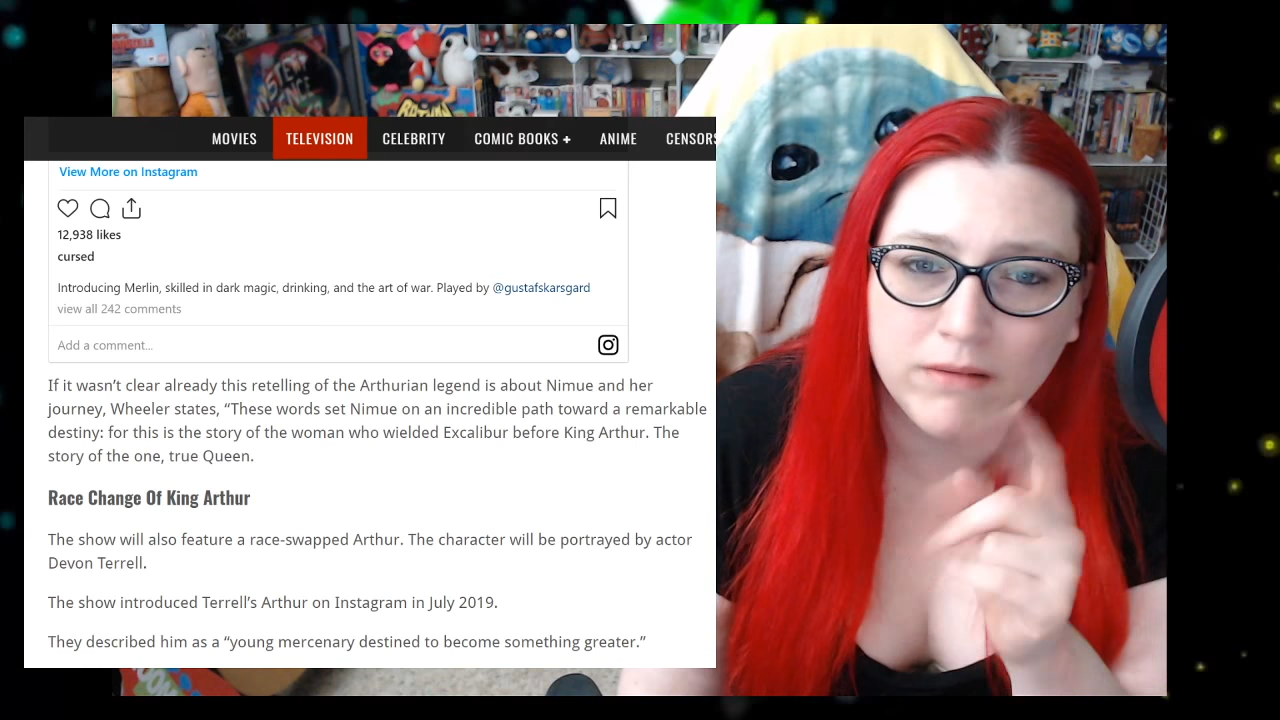 MOVIES TELEVISION CELEBRITY COMIC BOOKS + ANIME CENSORS
View More on Instagram
12,938 likes
cursed
Introducing Merlin, skilled in dark magic, drinking, and the art of war. Played by @gustafskarsgard
view all 242 comments
Add a comment...
If it wasn’t clear already this retelling of the Arthurian legend is about Nimue and her
journey, Wheeler states, “These words set Nimue on an incredible path toward a remarkable
destiny: for this is the story of the woman who wielded Excalibur before King Arthur. The
story of the one, true Queen.
Race Change Of King Arthur
The show will also feature a race-swapped Arthur. The character will be portrayed by actor
Devon Terrell.
The show introduced Terrell’s Arthur on Instagram in July 2019.
They described him as a “young mercenary destined to become something greater.”